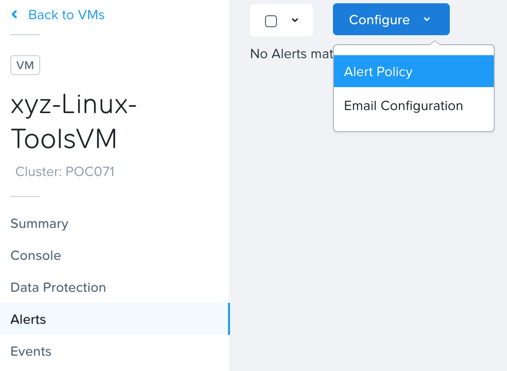 Back to VMs
VM
xyz-Linux-
ToolsVM
Cluster: POC071
Summary
Console
Data Protection
Alerts
Events
Configure
No Alerts mat
Alert Policy
Email Configuration